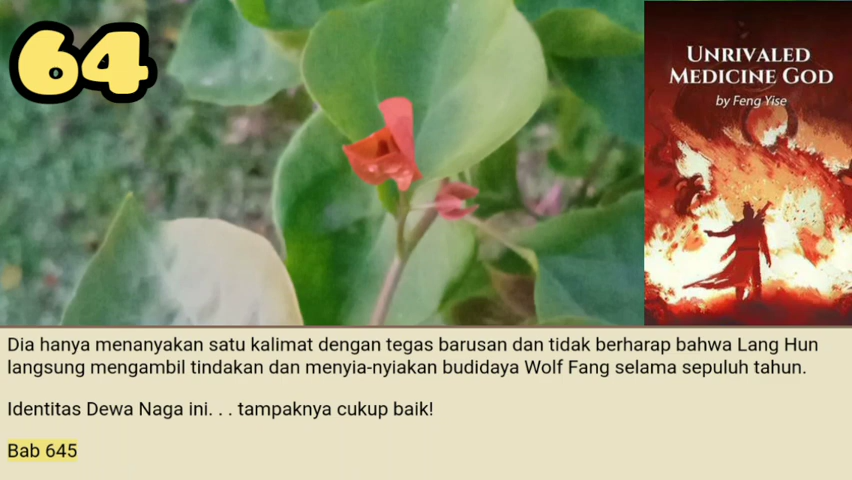 64
UNRIVALED
MEDICINE GOD
by Feng Yise
Dia hanya menanyakan satu kalimat dengan tegas barusan dan tidak berharap bahwa Lang Hun
langsung mengambil tindakan dan menyia-nyiakan budidaya Wolf Fang selama sepuluh tahun.
Identitas Dewa Naga ini. . . tampaknya cukup baik!
Bab 645